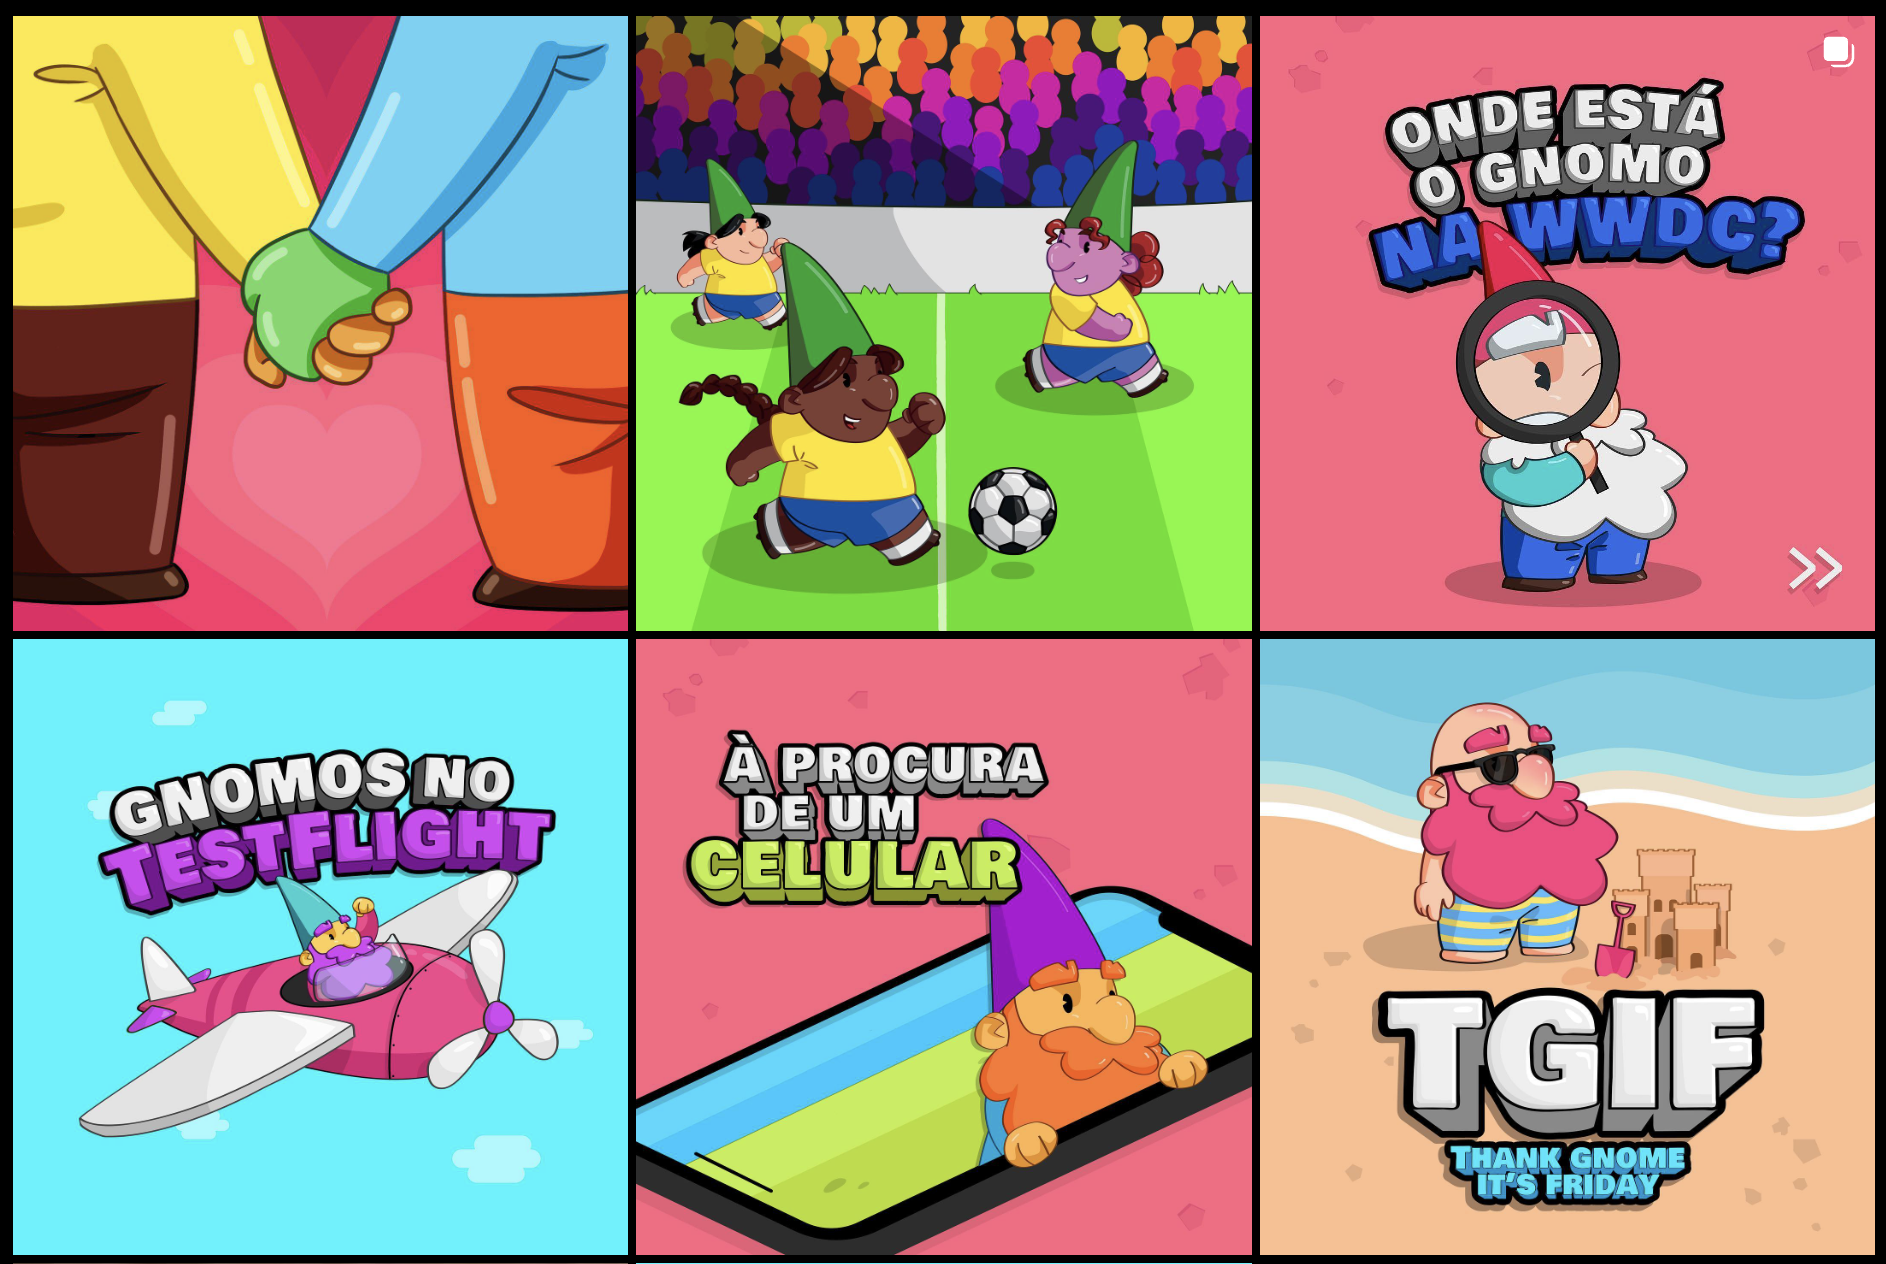 ONDE ESTÁ
O GNOMO
NA WWDC?
GNOMOS NO
TESTFLIGHT
À PROCURA
DE UM
CELULAR
TGIF
THANK GNOME
IT'S FRIDAY